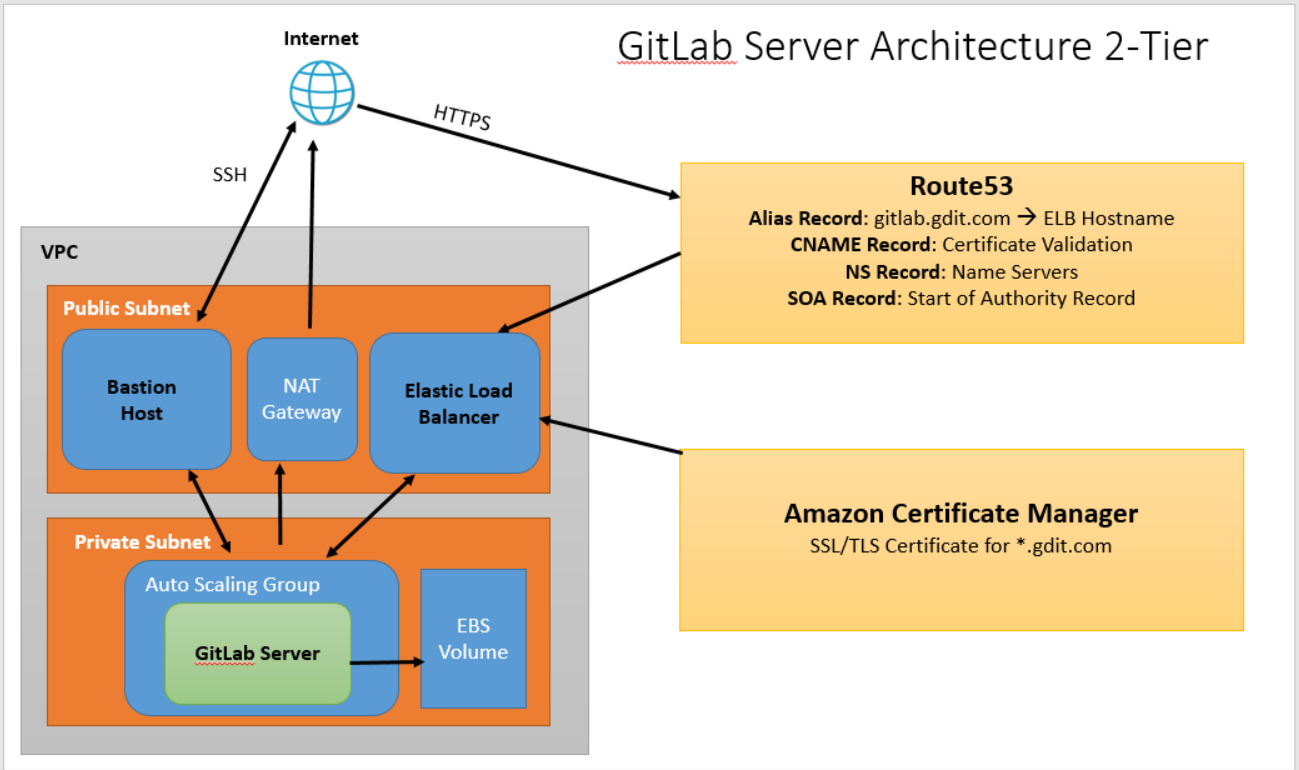 Internet
GitLab Server Architecture 2-Tier
HTTPS
SSH
Route53
Alias Record: gitlab.gdit.com → ELB Hostname
CNAME Record: Certificate Validation
NS Record: Name Servers
SOA Record: Start of Authority Record
VPC
Public Subnet
Bastion
Host
NAT
Gateway
Elastic Load
Balancer
Amazon Certificate Manager
SSL/TLS Certificate for *.gdit.com
Private Subnet
Auto Scaling Group
GitLab Server
EBS
Volume